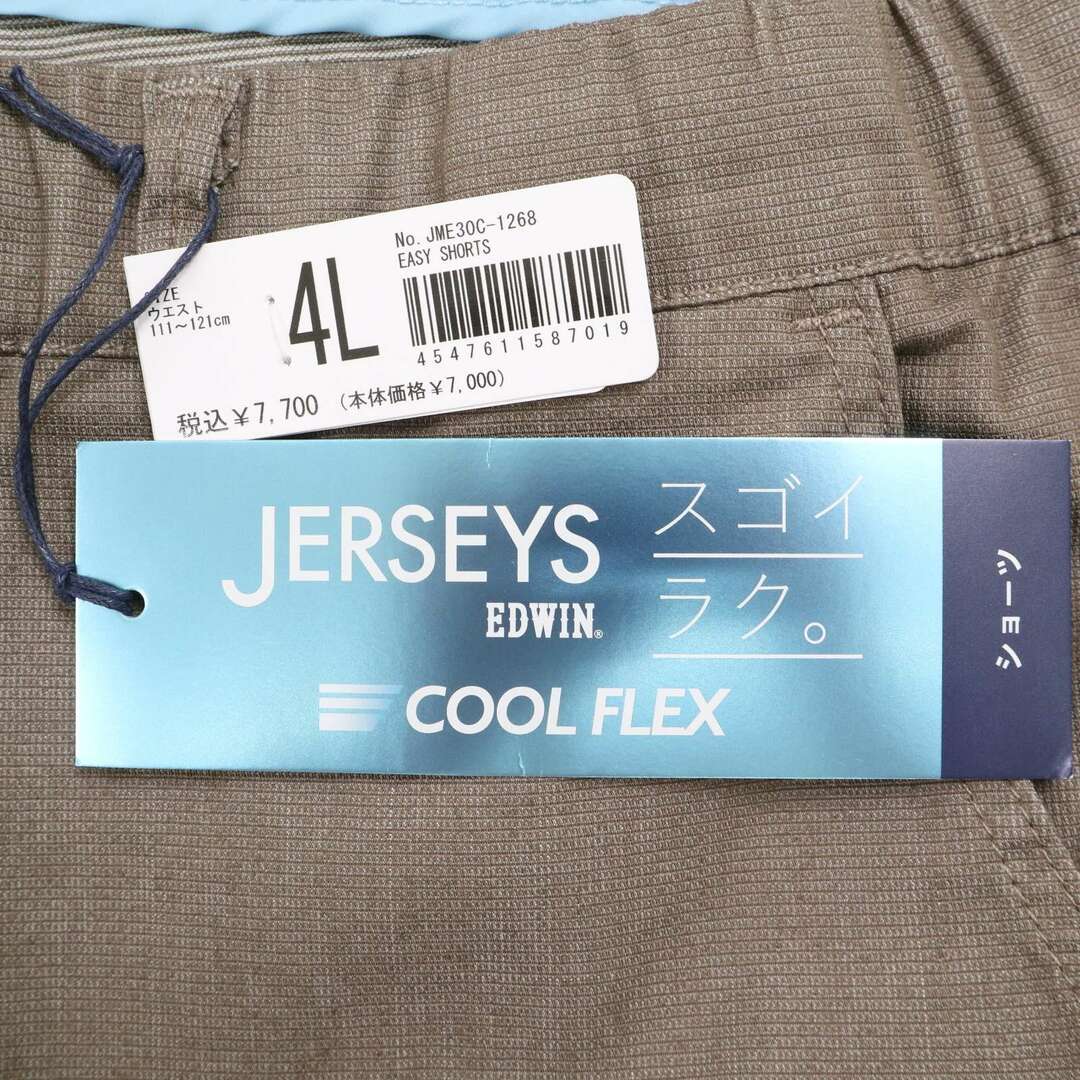 No. JME30C-1268
EASY SHORTS
ウエスト
111～121cm
4L
4547611587019
税込￥7,700 (本体価格￥7,000)
JERSEYS
EDWIN®
スゴイ
ラク。
COOL FLEX
ショーツ